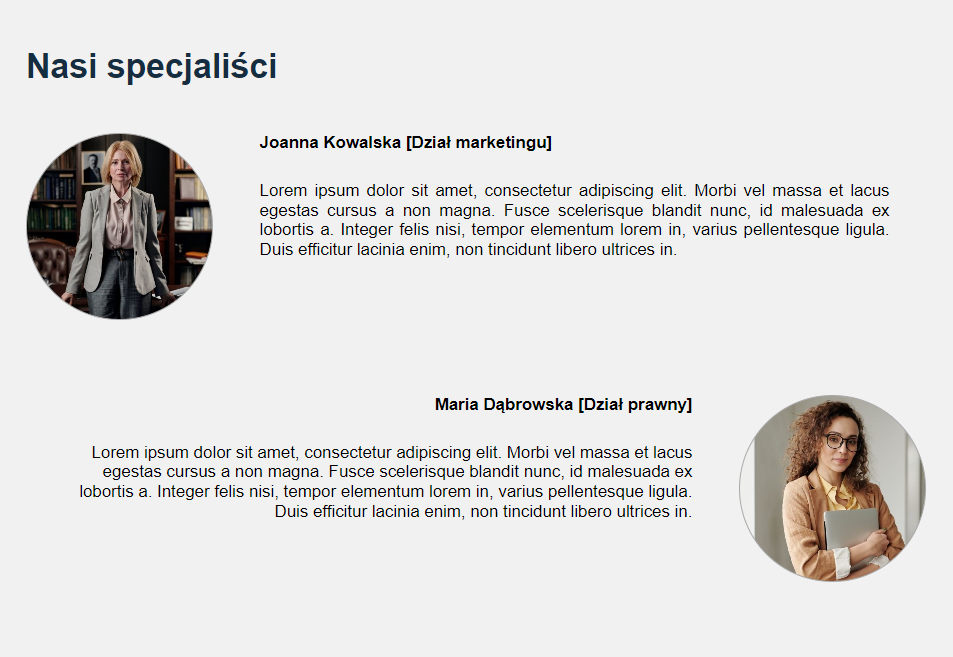 Nasi specjaliści
Joanna Kowalska [Dział marketingu]
Lorem ipsum dolor sit amet, consectetur adipiscing elit. Morbi vel massa et lacus
egestas cursus a non magna. Fusce scelerisque blandit nunc, id malesuada ex
lobortis a. Integer felis nisi, tempor elementum lorem in, varius pellentesque ligula.
Duis efficitur lacinia enim, non tincidunt libero ultrices in.
Maria Dąbrowska [Dział prawny]
Lorem ipsum dolor sit amet, consectetur adipiscing elit. Morbi vel massa et lacus
egestas cursus a non magna. Fusce scelerisque blandit nunc, id malesuada ex
lobortis a. Integer felis nisi, tempor elementum lorem in, varius pellentesque ligula.
Duis efficitur lacinia enim, non tincidunt libero ultrices in.